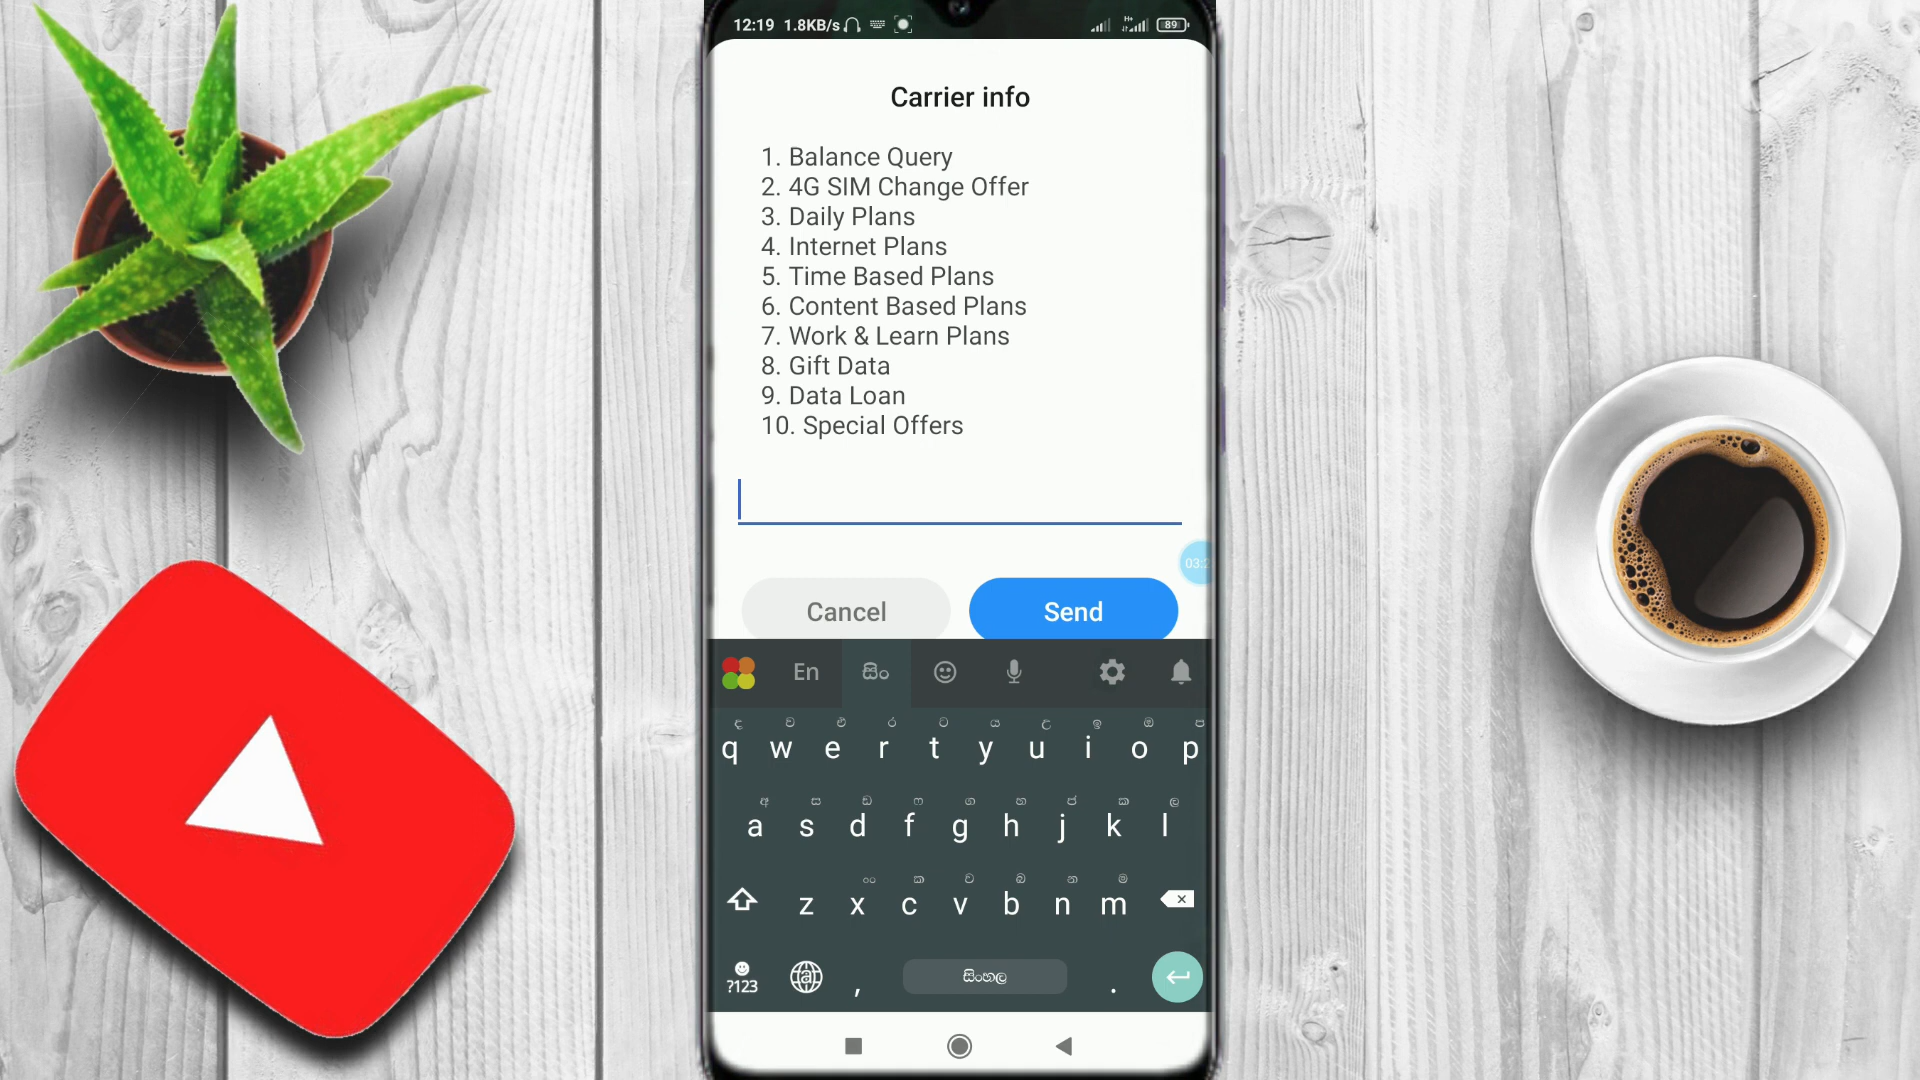 12:19 1.8KB/s 89
Carrier info
1. Balance Query
2. 4G SIM Change Offer
3. Daily Plans
4. Internet Plans
5. Time Based Plans
6. Content Based Plans
7. Work & Learn Plans
8. Gift Data
9. Data Loan
10. Special Offers
Cancel Send
En සිං
q w e r t y u i o p
a s d f g h j k l
z x c v b n m
?123 , සිංහල .